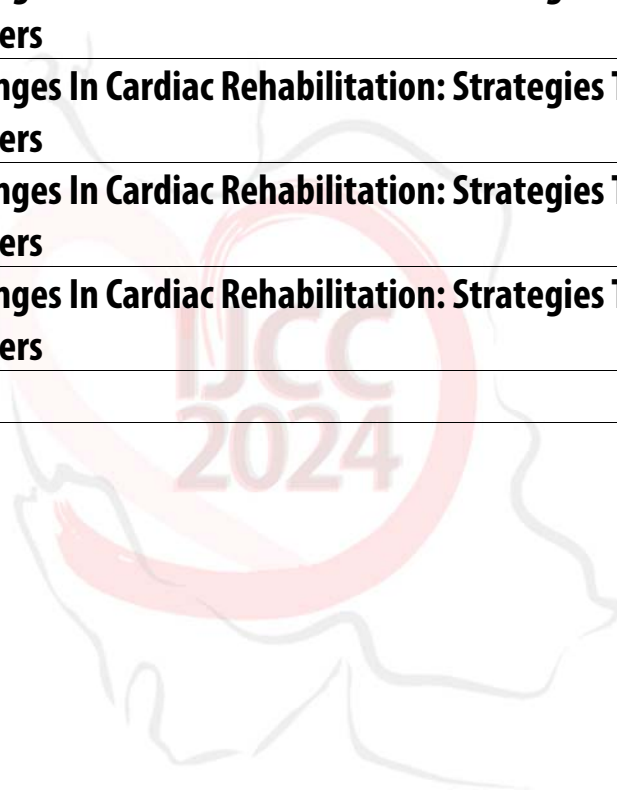 ers
nges In Cardiac Rehabilitation: Strategies
ers
nges In Cardiac Rehabilitation: Strategies
ers
nges In Cardiac Rehabilitation: Strategies
ers
IJCC
2024